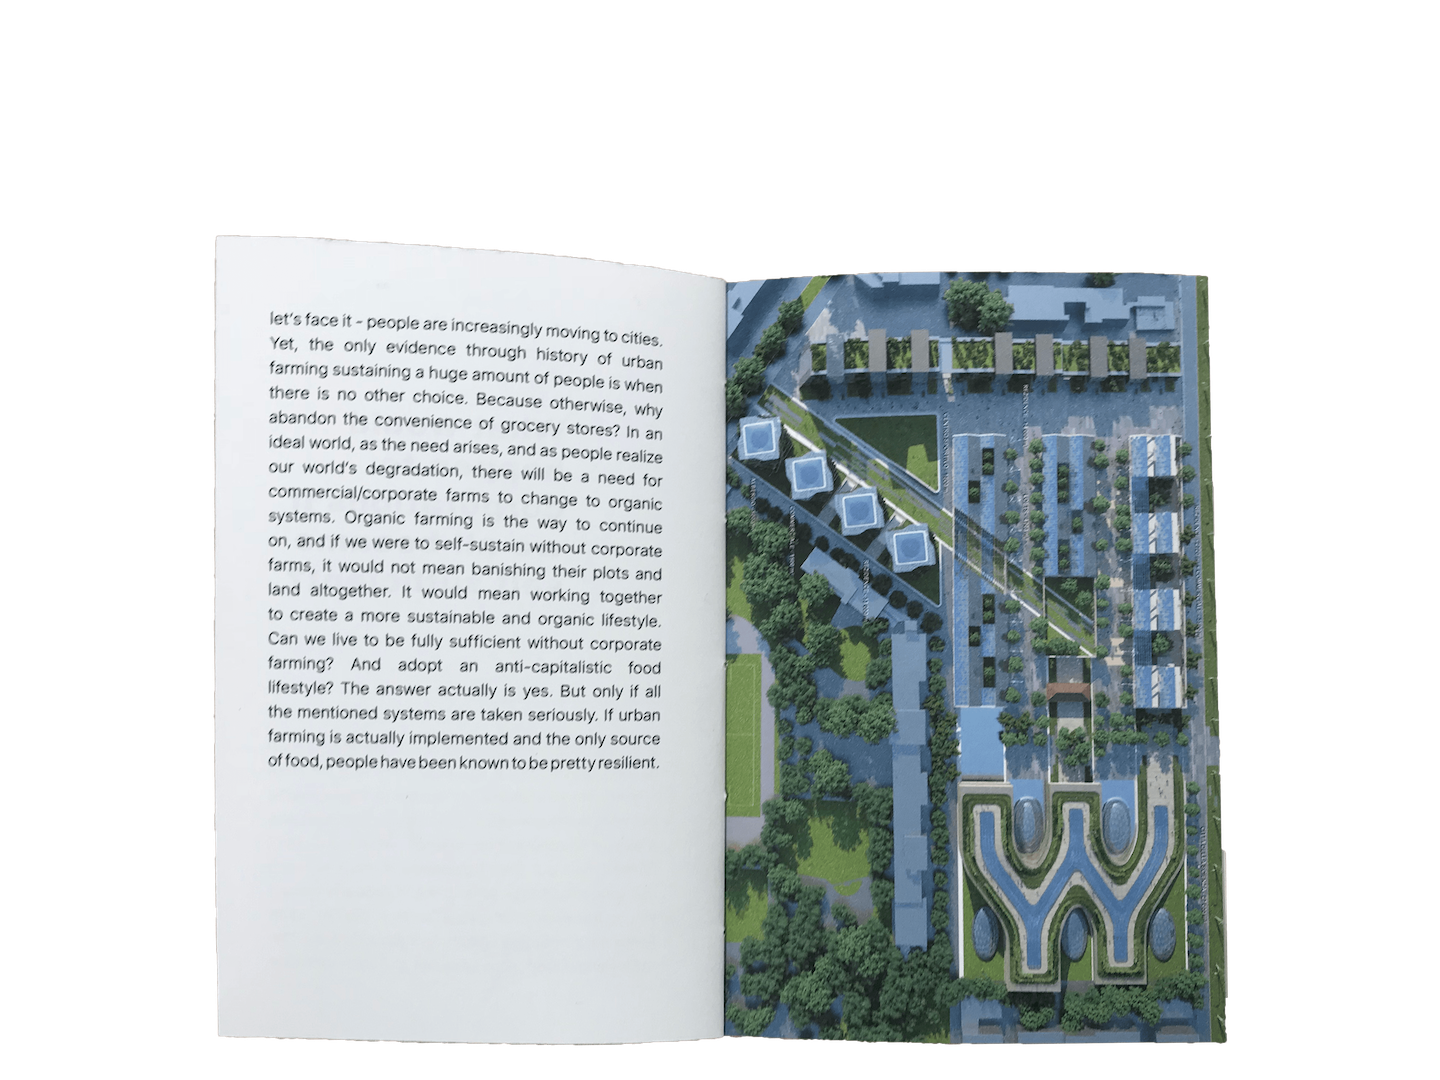 let's face it - people are increasingly moving to cities.
Yet, the only evidence through history of urban
farming sustaining a huge amount of people is when
there is no other choice. Because otherwise, why
abandon the convenience of grocery stores? In an
ideal world, as the need arises, and as people realize
our world's degradation, there will be a need for
commercial/corporate farms to change to organic
systems. Organic farming is the way to continue
on, and if we were to self-sustain without corporate
farms, it would not mean banishing their plots and
land altogether. It would mean working together
to create a more sustainable and organic lifestyle.
Can we live to be fully sufficient without corporate
farming? And adopt an anti-capitalistic food
lifestyle? The answer actually is yes. But only if all
the mentioned systems are taken seriously. If urban
farming is actually implemented and the only source
of food, people have been known to be pretty resilient.